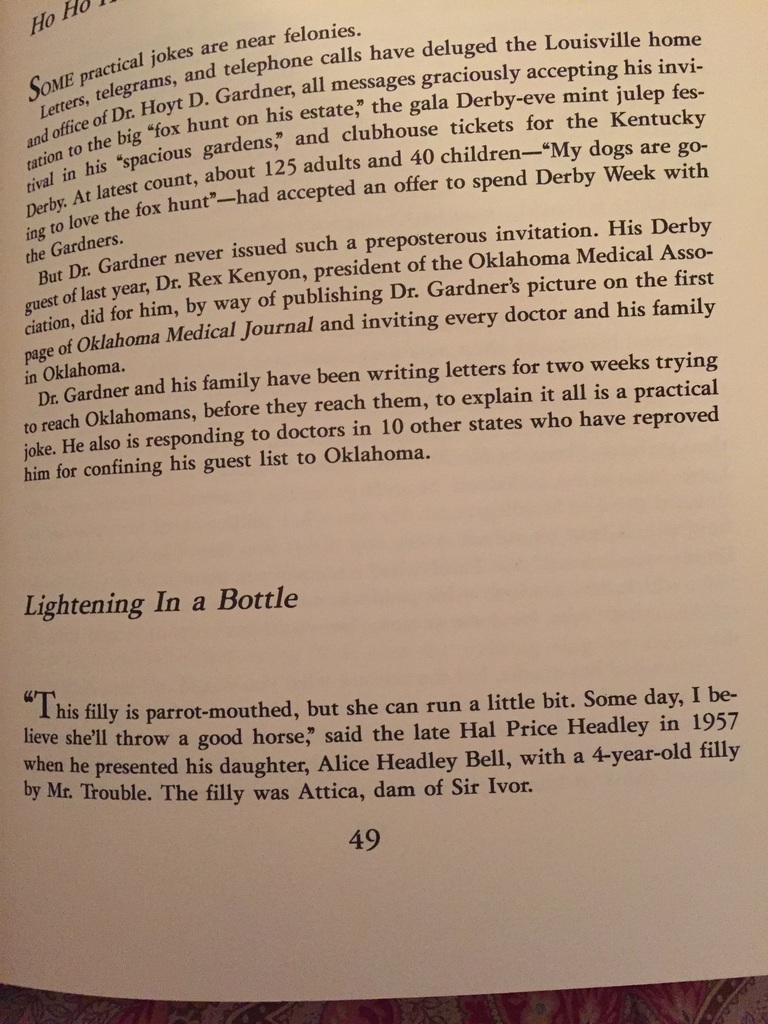 Ho Ho
SOME practical jokes are near felonies.
Letters, telegrams, and telephone calls have deluged the Louisville home
and office of Dr. Hoyt D. Gardner, all messages graciously accepting his invi-
tation to the big “fox hunt on his estate,” the gala Derby-eve mint julep fes-
tival in his “spacious gardens,” and clubhouse tickets for the Kentucky
Derby. At latest count, about 125 adults and 40 children—“My dogs are go-
ing to love the fox hunt”—had accepted an offer to spend Derby Week with
the Gardners.
But Dr. Gardner never issued such a preposterous invitation. His Derby
guest of last year, Dr. Rex Kenyon, president of the Oklahoma Medical Asso-
ciation, did for him, by way of publishing Dr. Gardner’s picture on the first
page of Oklahoma Medical Journal and inviting every doctor and his family
in Oklahoma.
Dr. Gardner and his family have been writing letters for two weeks trying
to reach Oklahomans, before they reach them, to explain it all is a practical
joke. He also is responding to doctors in 10 other states who have reproved
him for confining his guest list to Oklahoma.
Lightening In a Bottle
“This filly is parrot-mouthed, but she can run a little bit. Some day, I be-
lieve she’ll throw a good horse,” said the late Hal Price Headley in 1957
when he presented his daughter, Alice Headley Bell, with a 4-year-old filly
by Mr. Trouble. The filly was Attica, dam of Sir Ivor.
49